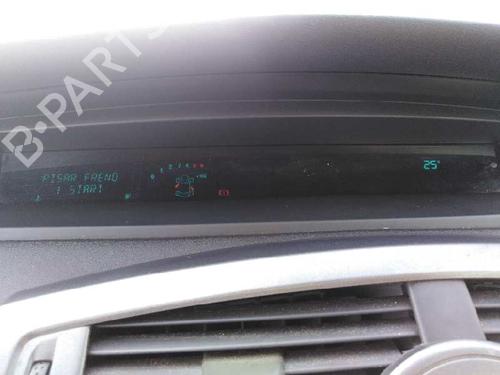 B-PARTS
PISAR FRENO
Y START
25°